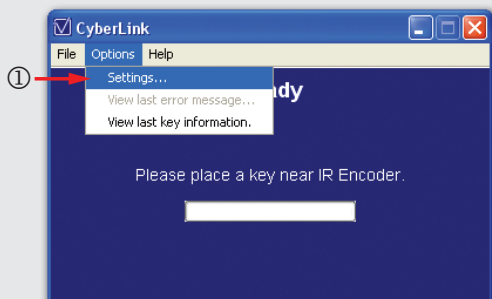 CyberLink
File Options Help
①
Settings...
View last error message...
View last key information.
Please place a key near IR Encoder.